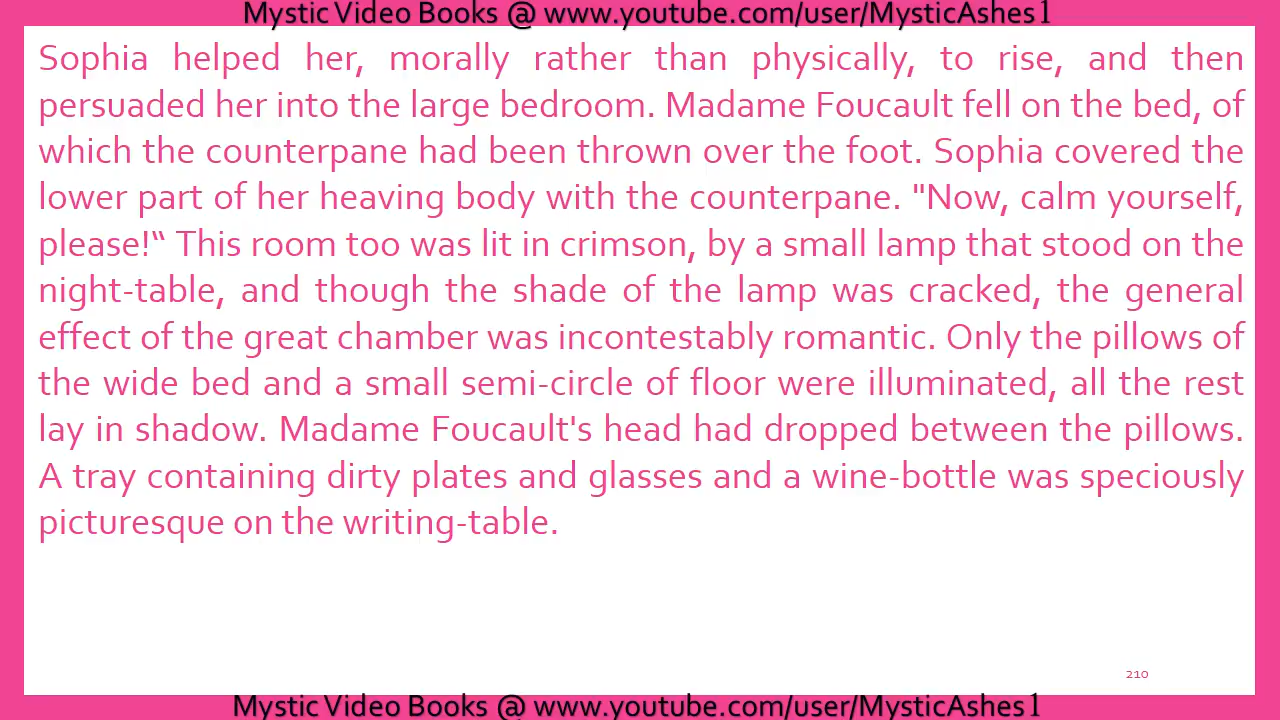 Mystic Video Books @ www.youtube.com/user/MysticAshes1
Sophia helped her, morally rather than physically, to rise, and then
persuaded her into the large bedroom. Madame Foucault fell on the bed, of
which the counterpane had been thrown over the foot. Sophia covered the
lower part of her heaving body with the counterpane. "Now, calm yourself,
please!“ This room too was lit in crimson, by a small lamp that stood on the
night-table, and though the shade of the lamp was cracked, the general
effect of the great chamber was incontestably romantic. Only the pillows of
the wide bed and a small semi-circle of floor were illuminated, all the rest
lay in shadow. Madame Foucault's head had dropped between the pillows.
A tray containing dirty plates and glasses and a wine-bottle was speciously
picturesque on the writing-table.
210
Mystic Video Books @ www.youtube.com/user/MysticAshes1